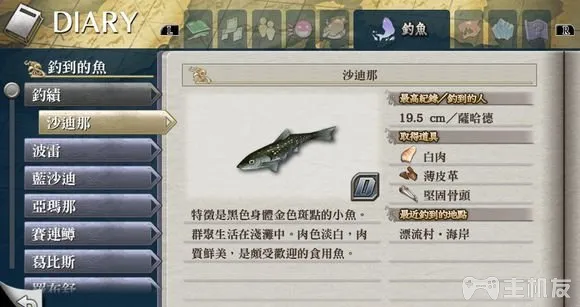 DIARY
L
釣魚
R
釣到的魚
釣績
沙迪那
波雷
藍沙迪
亞瑪那
賽連鱒
葛比斯
沙迪那
D
特徵是黑色身體金色斑點的小魚。
群聚生活在淺灘中。肉色淡白，肉
質鮮美，是頗受歡迎的食用魚。
最高紀錄／釣到的人
19.5 cm／薩哈德
取得道具
白肉
薄皮革
堅固骨頭
最近釣到的地點
漂流村・海岸
主机友